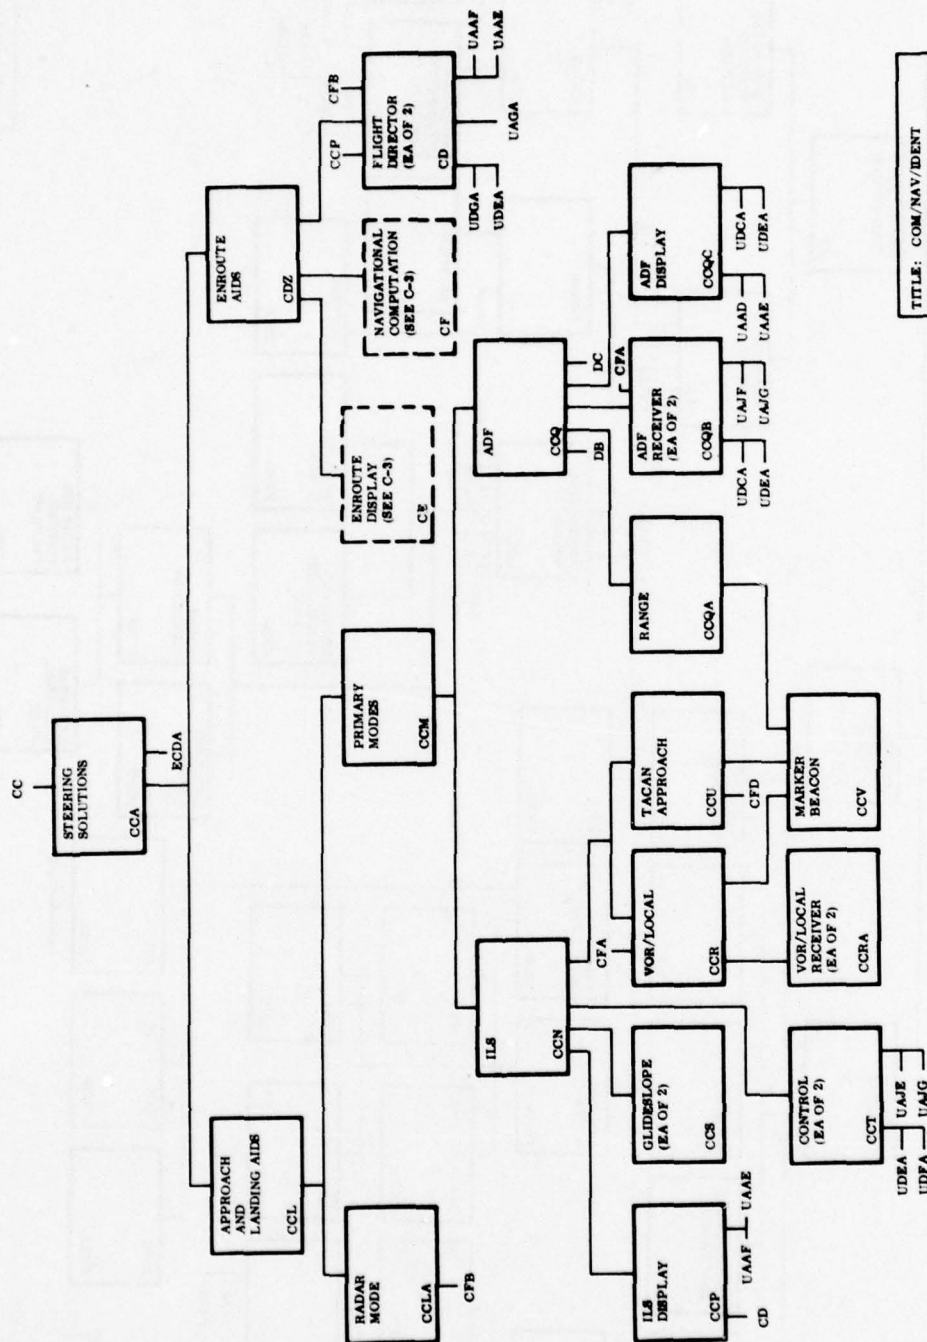 CC
STEERING
SOLUTIONS
CCA
ECDA
APPROACH
AND
LANDING AIDS
CCL
ENROUTE
AIDS
CDZ
RADAR
MODE
CCLA
CFB
PRIMARY
MODES
CCM
ENROUTE
DISPLAY
(SEE C-3)
CE
NAVIGATIONAL
COMPUTATION
(SEE C-3)
CF
CCP
CFB
FLIGHT
DIRECTOR
(EA OF 2)
CD
UDGA
UDEA
UAGA
UAAF
UAAE
ILS
CCN
ADF
CCQ
DB
DC
CFA
ILS
DISPLAY
CCP
CD
UAAF
UAAE
GLIDESLOPE
(EA OF 2)
CCS
CFA
VOR/LOCAL
CCR
TACAN
APPROACH
CCU
CFD
RANGE
CCQA
ADF
RECEIVER
(EA OF 2)
CCQB
UDCA
UDEA
UAJF
UAJG
ADF
DISPLAY
CCQC
UAAD
UAAE
UDCA
UDEA
CONTROL
(EA OF 2)
CCT
UDEA
UDFA
UAJE
UAJG
VOR/LOCAL
RECEIVER
(EA OF 2)
CCRA
MARKER
BEACON
CCV
TITLE: COM/NAV/IDENT